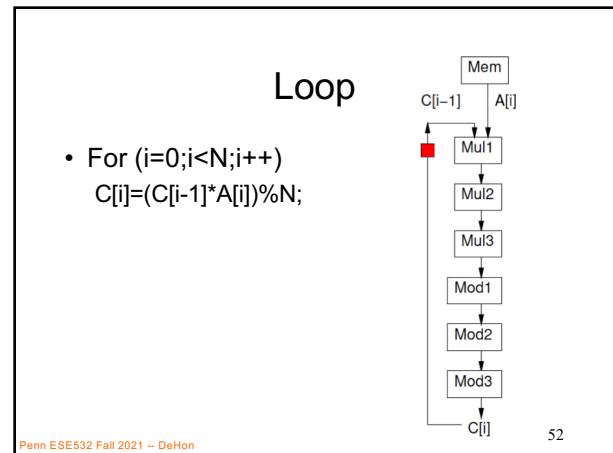 Loop
• For (i=0;i<N;i++)
C[i]=(C[i-1]*A[i])%N;
Mem
C[i−1]
A[i]
Mul1
Mul2
Mul3
Mod1
Mod2
Mod3
C[i]
Penn ESE532 Fall 2021 -- DeHon
52